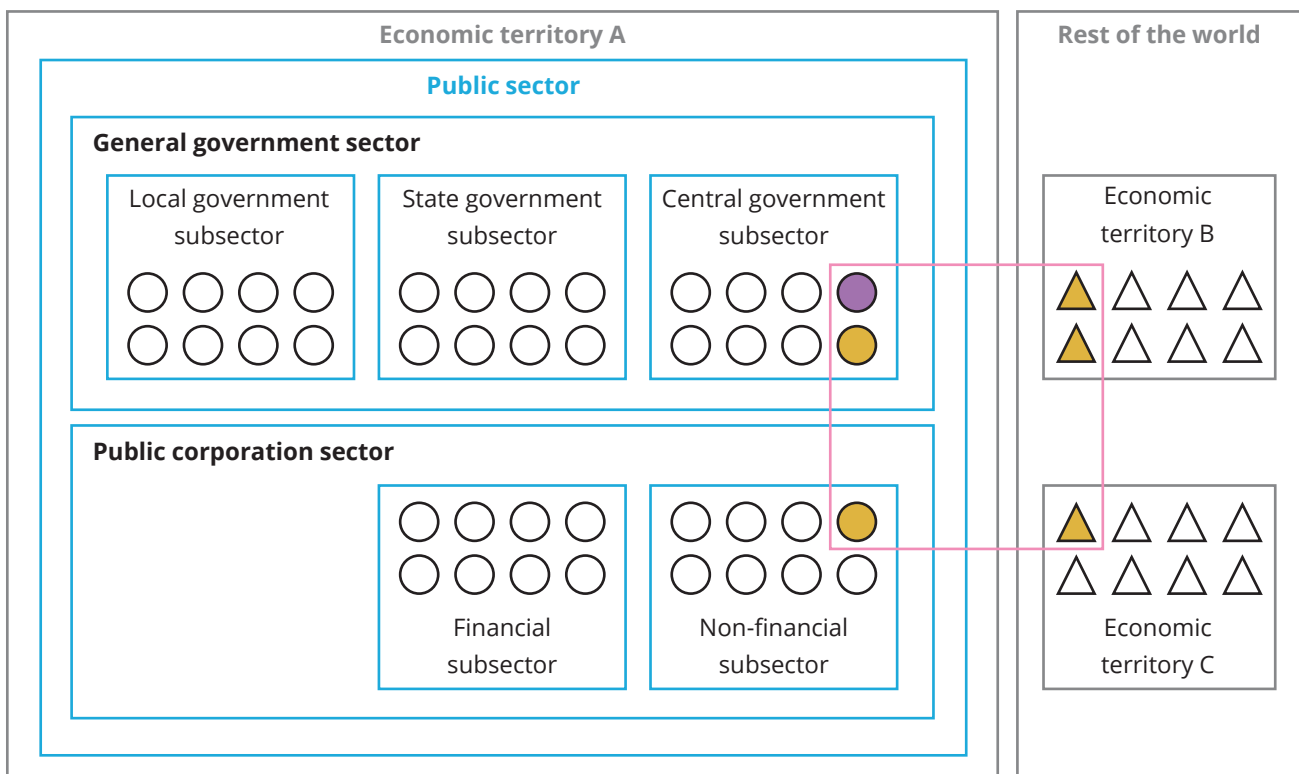 Economic territory A
Rest of the world
Public sector
General government sector
Local government
subsector
State government
subsector
Central government
subsector
Economic
territory B
Public corporation sector
Financial
subsector
Non-financial
subsector
Economic
territory C